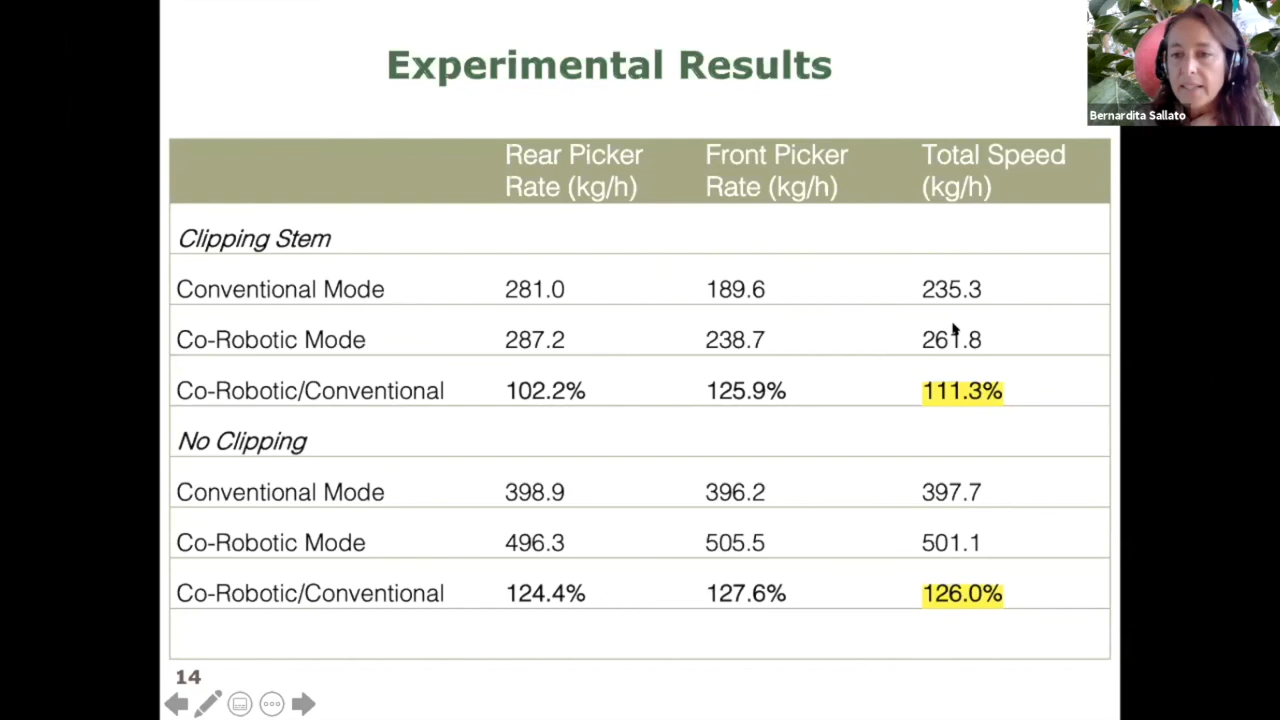 Experimental Results
Bernardita Sallato
Rear Picker Rate (kg/h) Front Picker Rate (kg/h) Total Speed (kg/h)
Clipping Stem
Conventional Mode 281.0 189.6 235.3
Co-Robotic Mode 287.2 238.7 261.8
Co-Robotic/Conventional 102.2% 125.9% 111.3%
No Clipping
Conventional Mode 398.9 396.2 397.7
Co-Robotic Mode 496.3 505.5 501.1
Co-Robotic/Conventional 124.4% 127.6% 126.0%
14